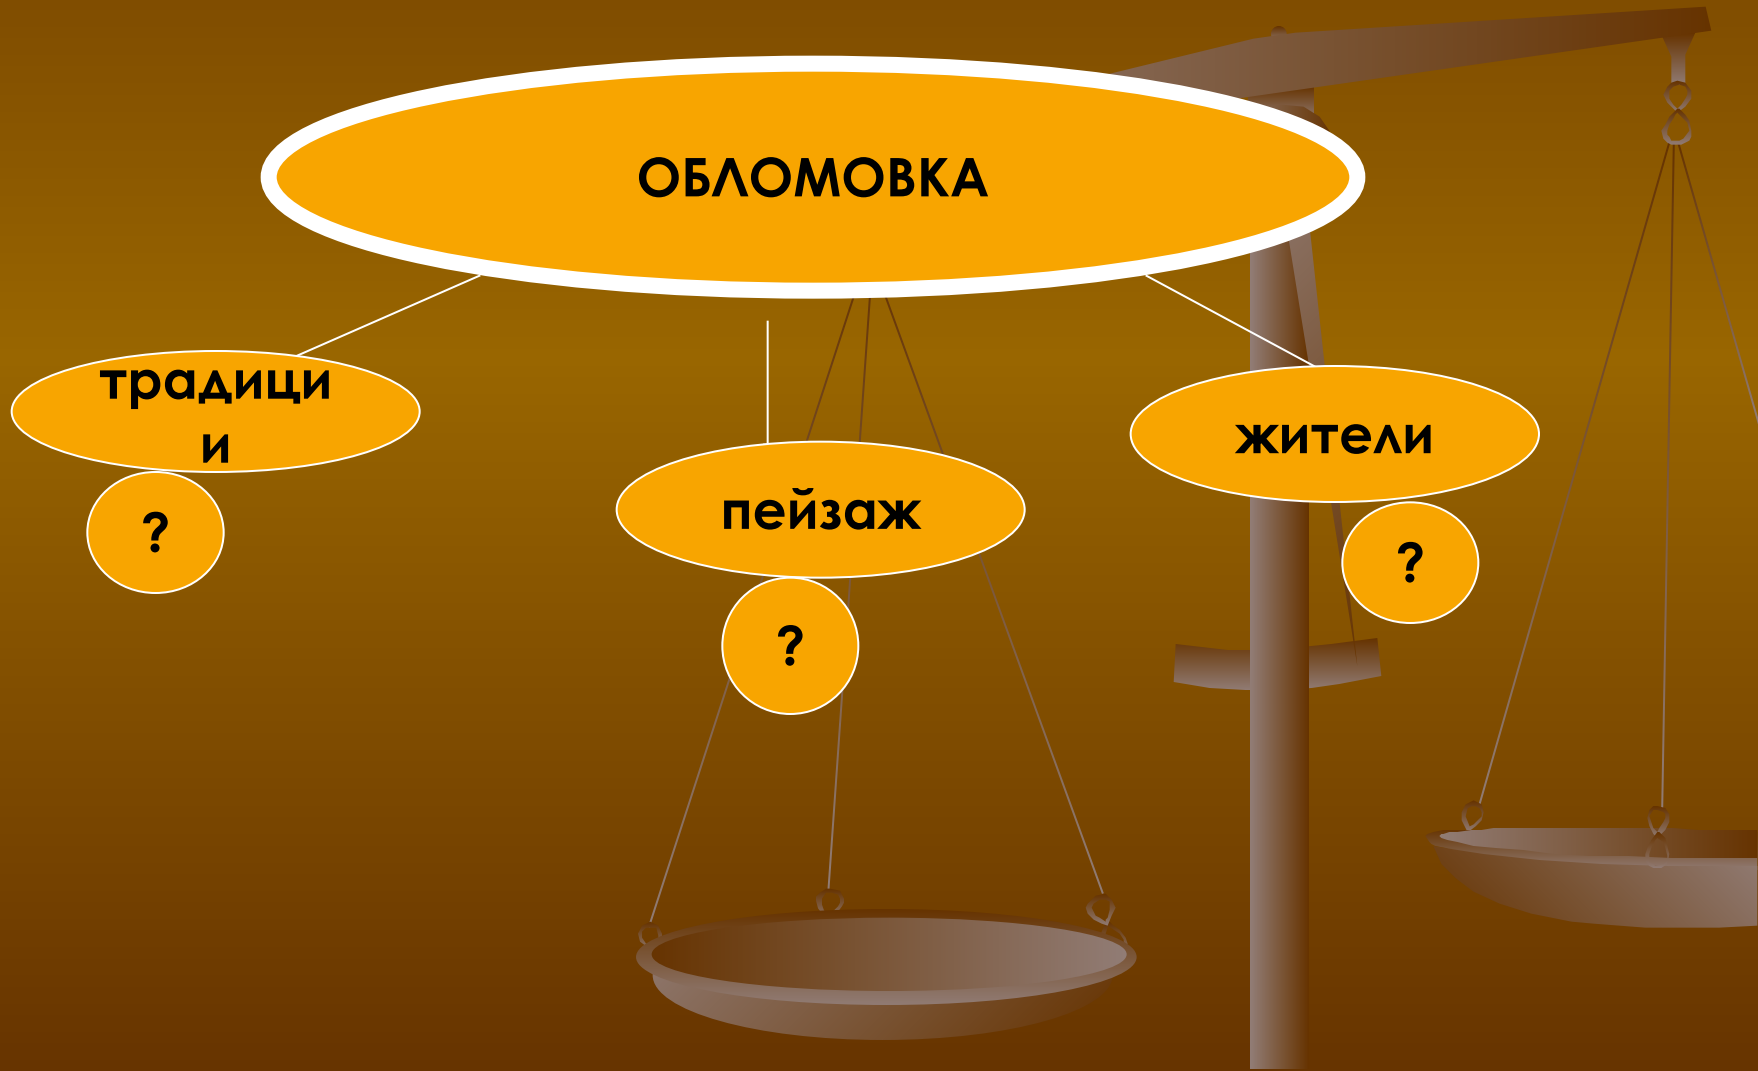 ОБЛОМОВКА
традици
и
?
пейзаж
?
жители
?